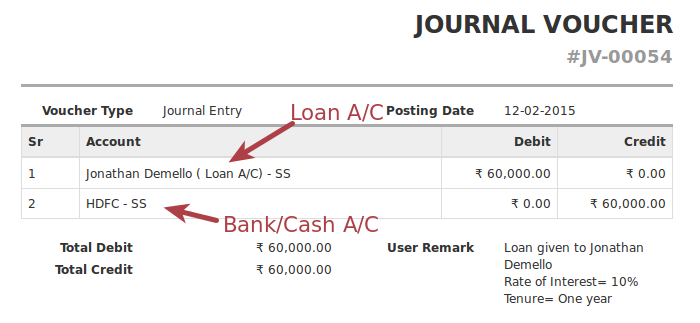 JOURNAL VOUCHER
#JV-00054
Voucher Type Journal Entry Loan A/C Posting Date 12-02-2015
Sr Account Debit Credit
1 Jonathan Demello ( Loan A/C) - SS ₹ 60,000.00 ₹ 0.00
2 HDFC - SS ₹ 0.00 ₹ 60,000.00
Bank/Cash A/C
Total Debit ₹ 60,000.00 User Remark Loan given to Jonathan
Demello
Total Credit ₹ 60,000.00
Rate of Interest= 10%
Tenure= One year